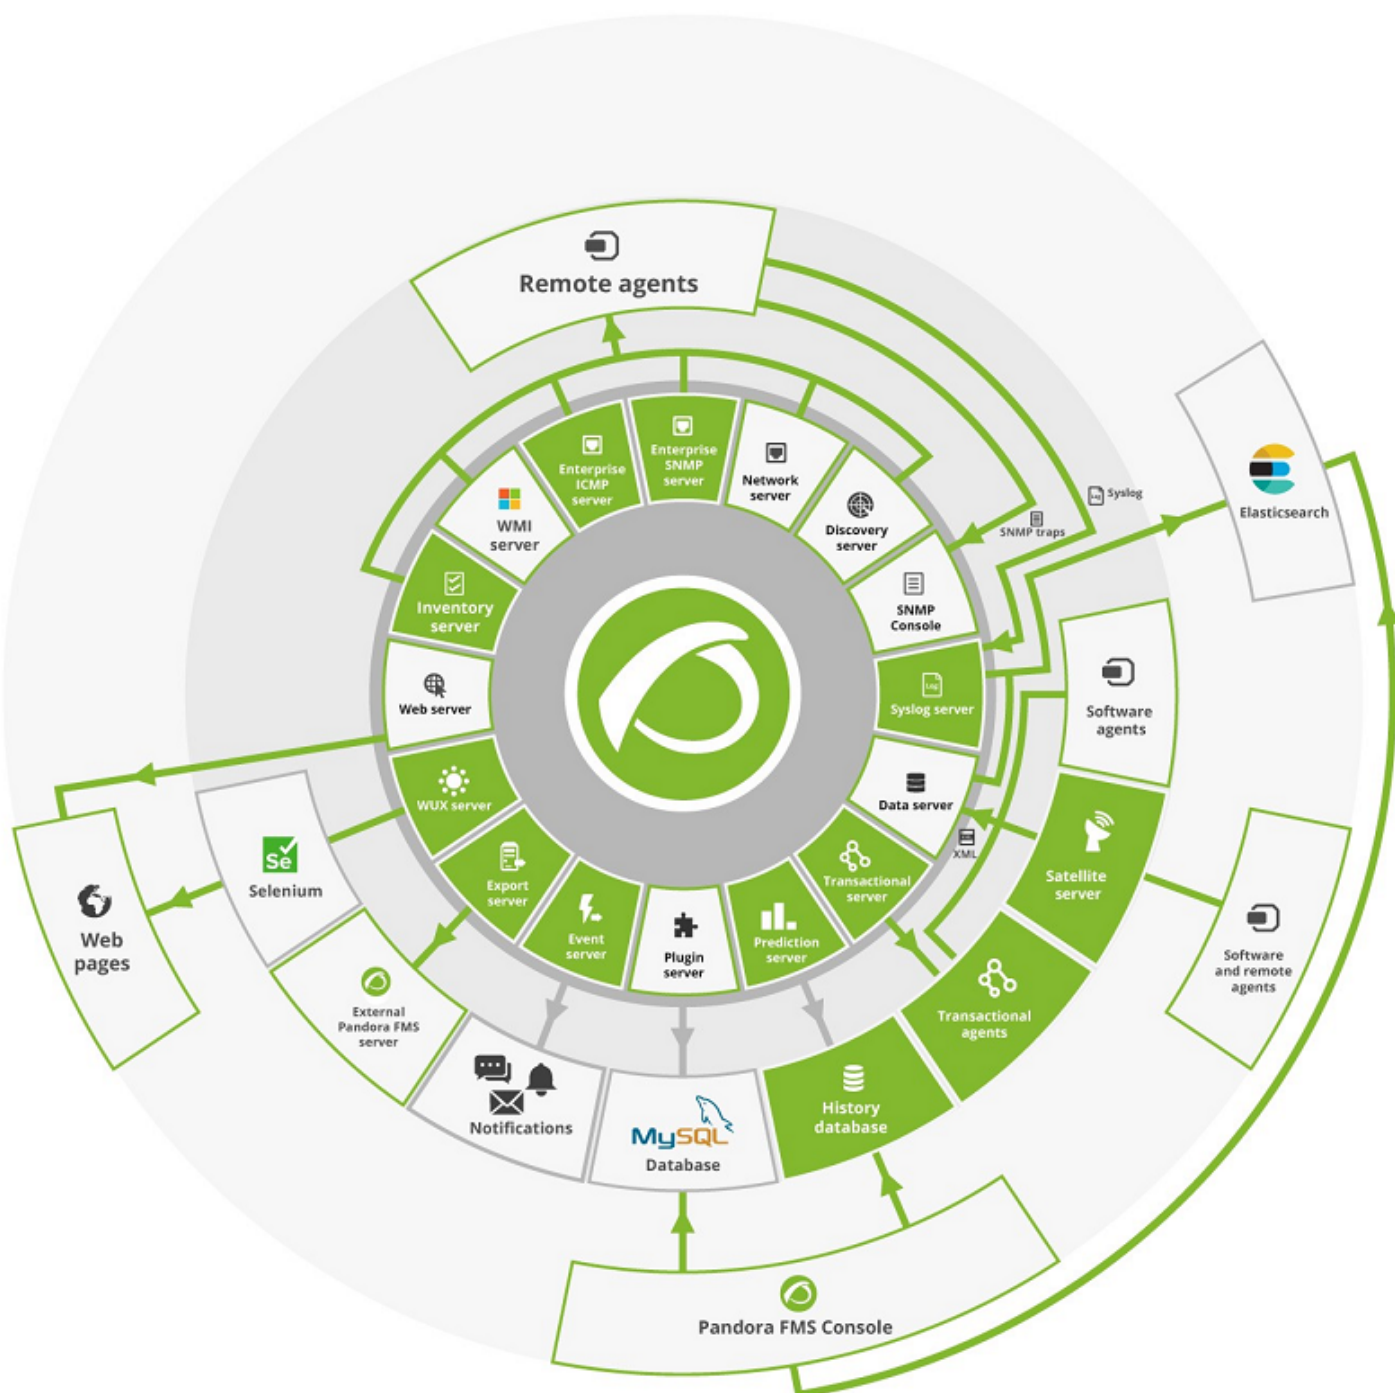 Remote agents
Enterprise
ICMP
server
Enterprise
SNMP
server
Network
server
WMI
server
Discovery
server
Log
Syslog
SNMP traps
Elasticsearch
Inventory
server
SNMP
Console
Web server
Log
Syslog server
Software
agents
WUX server
Data server
XML
Se
Selenium
Export
server
Transactional
server
Satellite
server
Web
pages
Event
server
Plugin
server
Prediction
server
Software
and remote
agents
External
Pandora FMS
server
Transactional
agents
Notifications
MySQL
Database
History
database
Pandora FMS Console